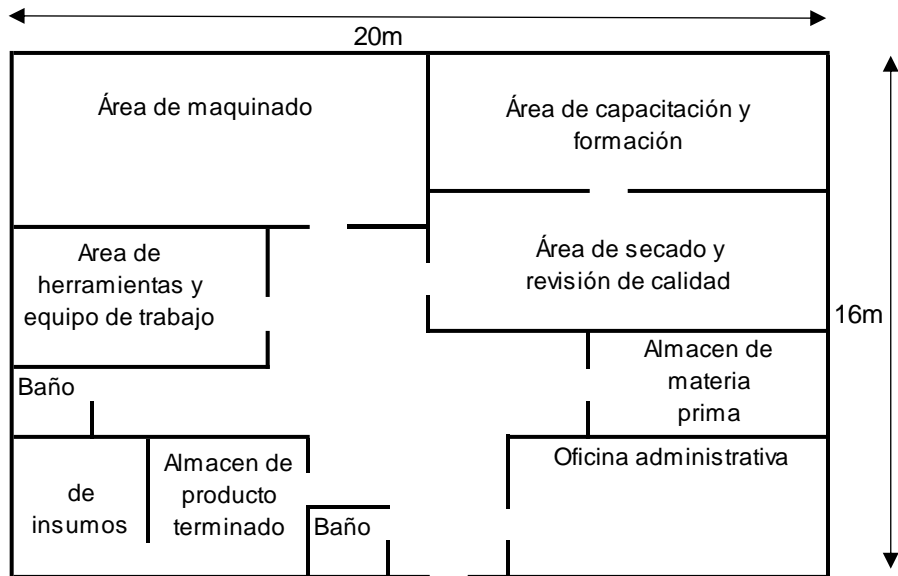 20m
Área de maquinado
Área de capacitación y
formación
Area de
herramientas y
equipo de trabajo
Área de secado y
revisión de calidad
16m
Almacen de
materia
prima
Baño
Oficina administrativa
de
insumos
Almacen de
producto
terminado
Baño